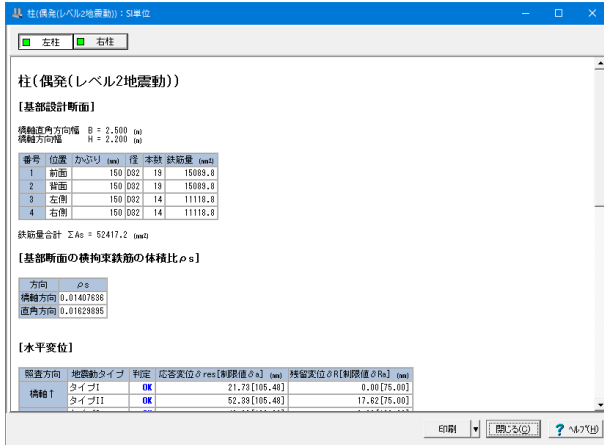 柱(偶発(レベル2地震動)) : SI単位
左柱 右柱
柱(偶発(レベル2地震動))
[基部設計断面]
橋軸直角方向幅 B = 2.500 (m)
橋軸方向幅 H = 2.200 (m)
番号 位置 かぶり (mm) 径 本数 鉄筋量 (mm2)
1 前面 150 D32 19 15089.8
2 背面 150 D32 19 15089.8
3 左側 150 D32 14 11118.8
4 右側 150 D32 14 11118.8
鉄筋量合計 ΣAs = 52417.2 (mm2)
[基部断面の横拘束鉄筋の体積比ρs]
方向 ρs
橋軸方向 0.01407636
直角方向 0.01629895
[水平変位]
照査方向 地震動タイプ 判定 応答変位δres[制限値δa] (mm) 残留変位δR[制限値δRa] (mm)
橋軸↑ タイプI OK 21.73[105.48] 0.00[75.00]
タイプII OK 52.39[105.48] 17.62[75.00]
印刷 閉じる(C) ? ヘルプ(H)